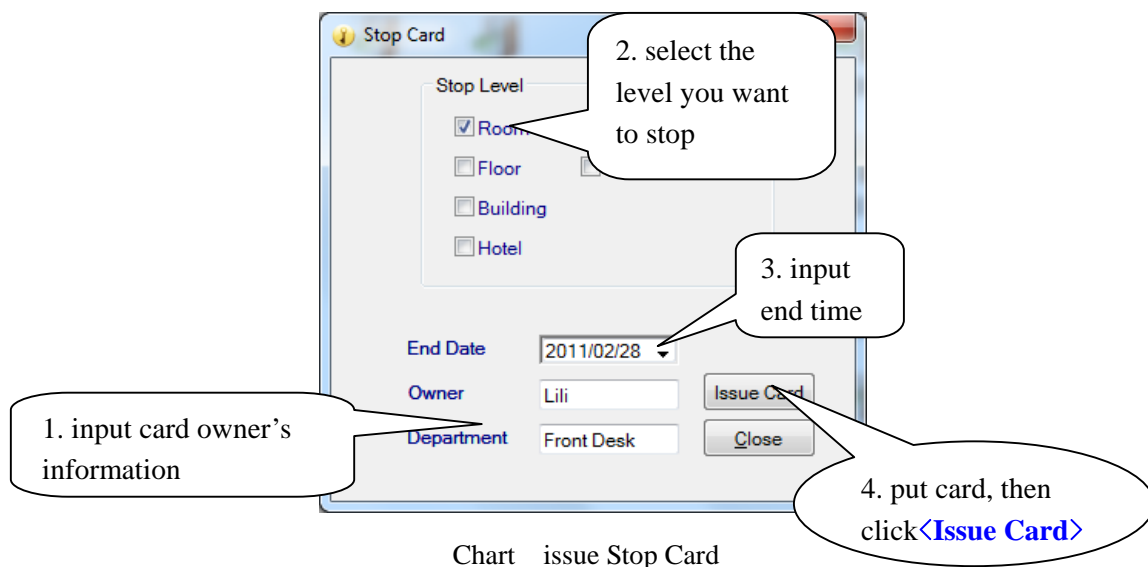 Stop Card
2. select the
level you want
to stop
Stop Level
Room
Floor
Building
Hotel
3. input
end time
End Date
2011/02/28
Owner
Lili
Issue Card
1. input card owner's
information
Department
Front Desk
Close
4. put card, then
click<Issue Card>
Chart issue Stop Card